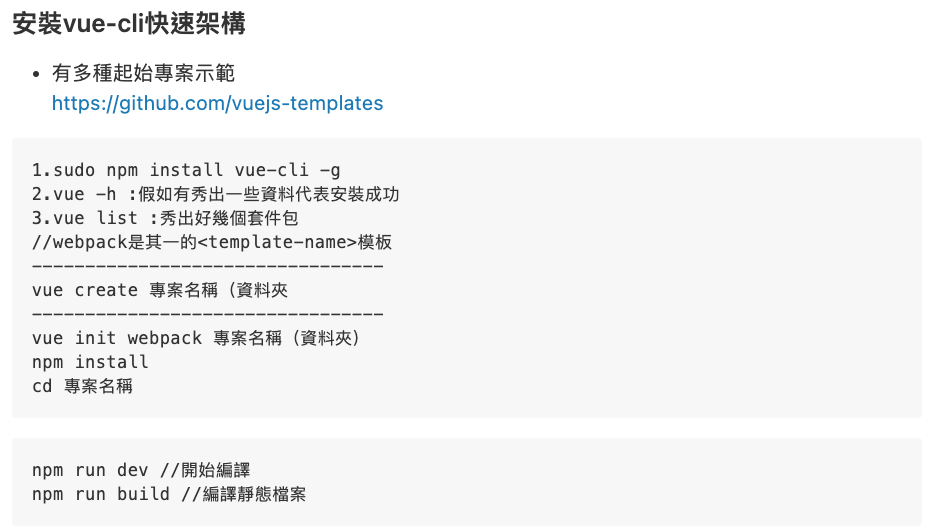 安裝vue-cli快速架構
• 有多種起始專案示範
https://github.com/vuejs-templates
1.sudo npm install vue-cli -g
2.vue -h :假如有秀出一些資料代表安裝成功
3.vue list :秀出好幾個套件包
//webpack是其一的<template-name>模板
---------------------------------
vue create 專案名稱 (資料夾
---------------------------------
vue init webpack 專案名稱 (資料夾)
npm install
cd 專案名稱
npm run dev //開始編譯
npm run build //編譯靜態檔案